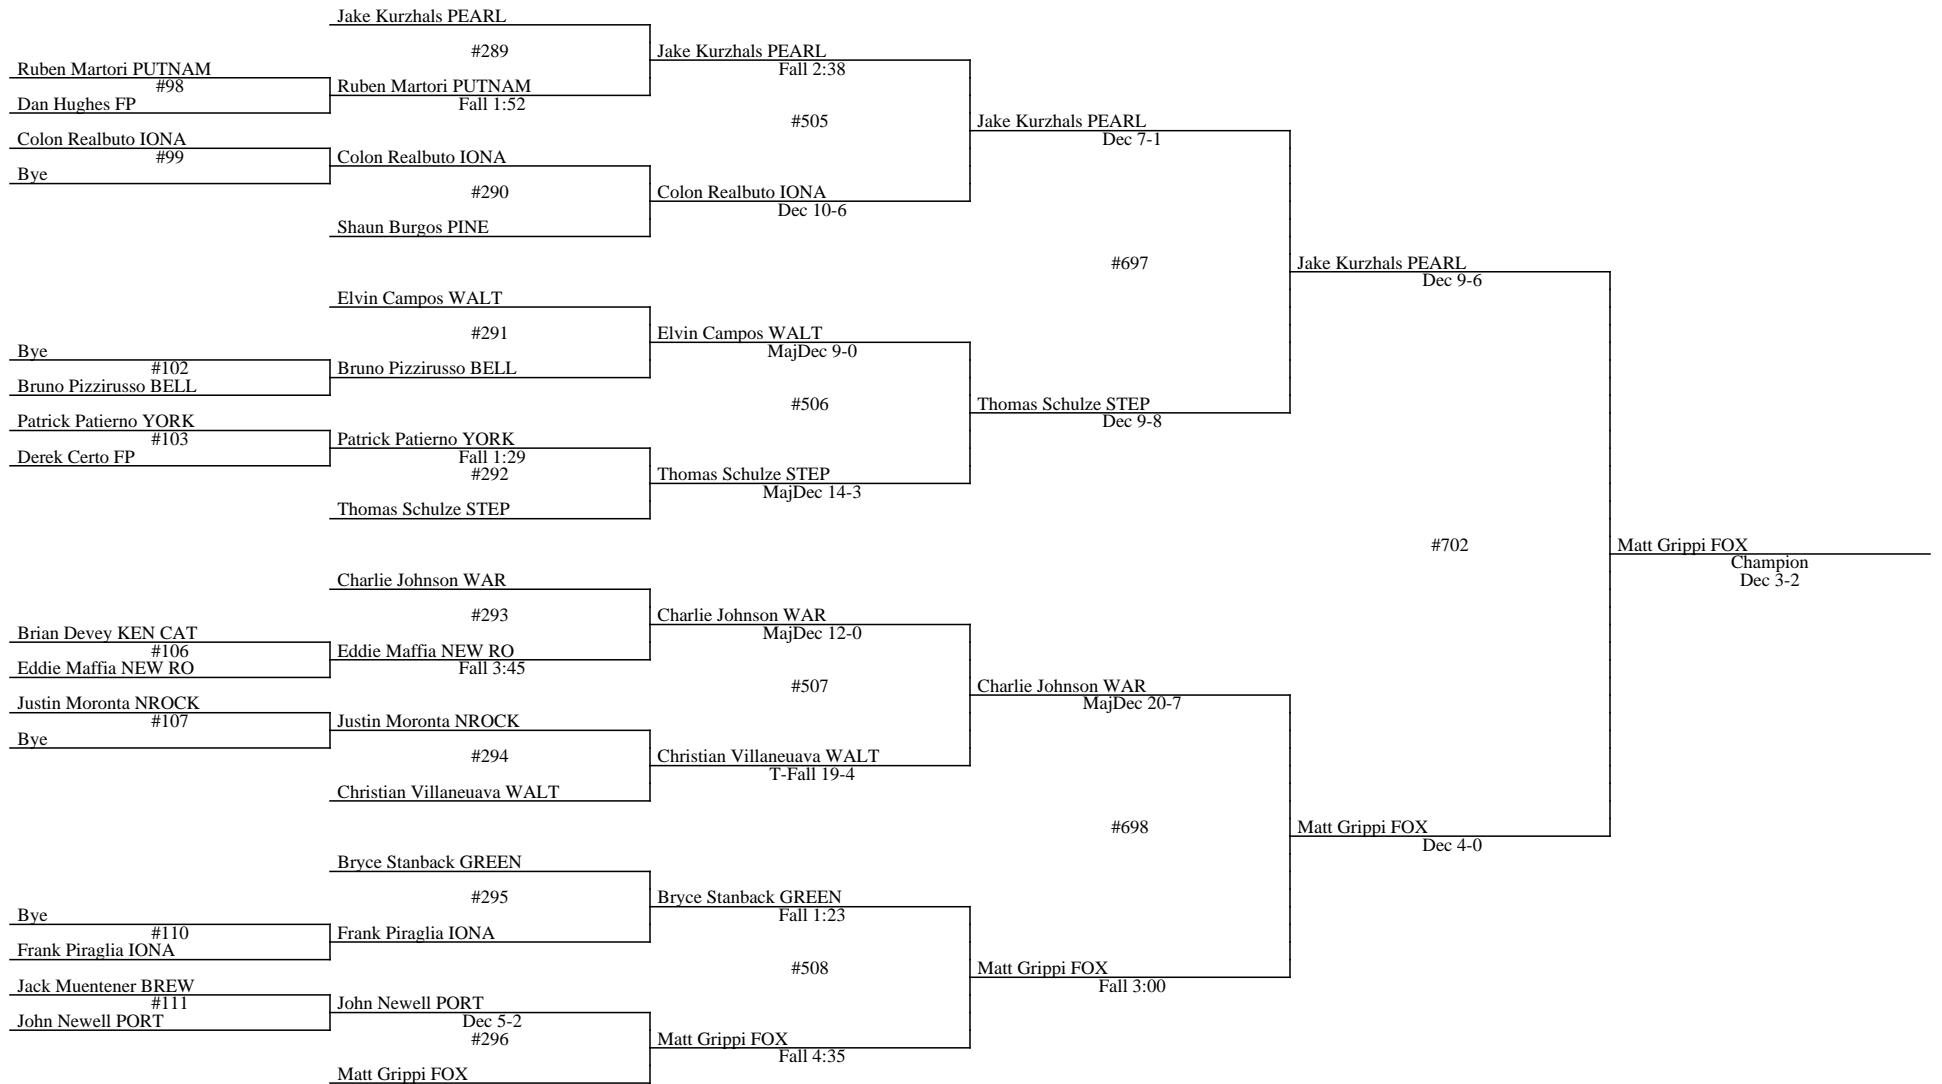 Jake Kurzhals PEARL
#289
Jake Kurzhals PEARL
Fall 2:38
Ruben Martori PUTNAM
#98
Ruben Martori PUTNAM
Fall 1:52
Dan Hughes FP
#505
Jake Kurzhals PEARL
Dec 7-1
Colon Realbuto IONA
#99
Colon Realbuto IONA
Bye
#290
Colon Realbuto IONA
Dec 10-6
Shaun Burgos PINE
#697
Jake Kurzhals PEARL
Dec 9-6
Elvin Campos WALT
#291
Elvin Campos WALT
MajDec 9-0
Bye
#102
Bruno Pizzirusso BELL
Bruno Pizzirusso BELL
#506
Thomas Schulze STEP
Dec 9-8
Patrick Patierno YORK
#103
Patrick Patierno YORK
Fall 1:29
Derek Certo FP
#292
Thomas Schulze STEP
MajDec 14-3
Thomas Schulze STEP
#702
Matt Grippi FOX
Champion
Dec 3-2
Charlie Johnson WAR
#293
Charlie Johnson WAR
MajDec 12-0
Brian Devey KEN CAT
#106
Eddie Maffia NEW RO
Fall 3:45
Eddie Maffia NEW RO
#507
Charlie Johnson WAR
MajDec 20-7
Justin Moronta NROCK
#107
Justin Moronta NROCK
Bye
#294
Christian Villaneuava WALT
T-Fall 19-4
Christian Villaneuava WALT
#698
Matt Grippi FOX
Dec 4-0
Bryce Stanback GREEN
#295
Bryce Stanback GREEN
Fall 1:23
Bye
#110
Frank Piraglia IONA
Frank Piraglia IONA
#508
Matt Grippi FOX
Fall 3:00
Jack Muentener BREW
#111
John Newell PORT
Dec 5-2
John Newell PORT
#296
Matt Grippi FOX
Fall 4:35
Matt Grippi FOX